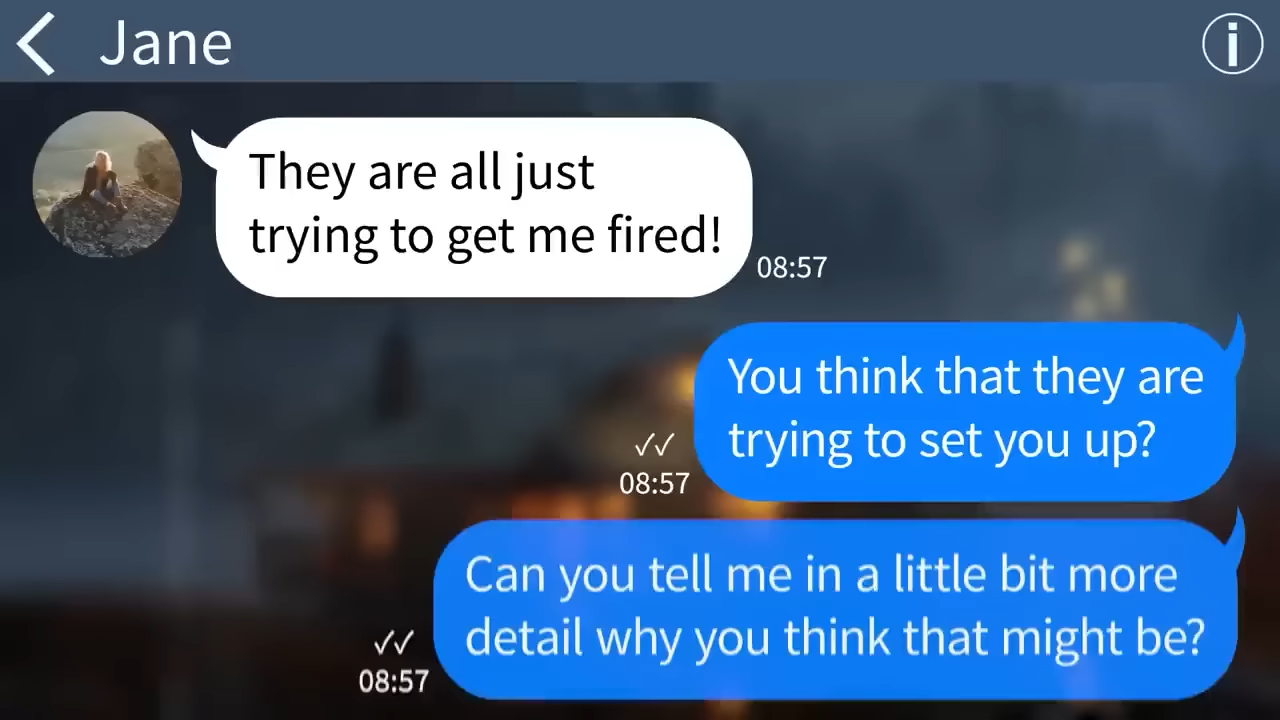 Jane
They are all just
trying to get me fired!
08:57
You think that they are
trying to set you up?
08:57
Can you tell me in a little bit more
detail why you think that might be?
08:57